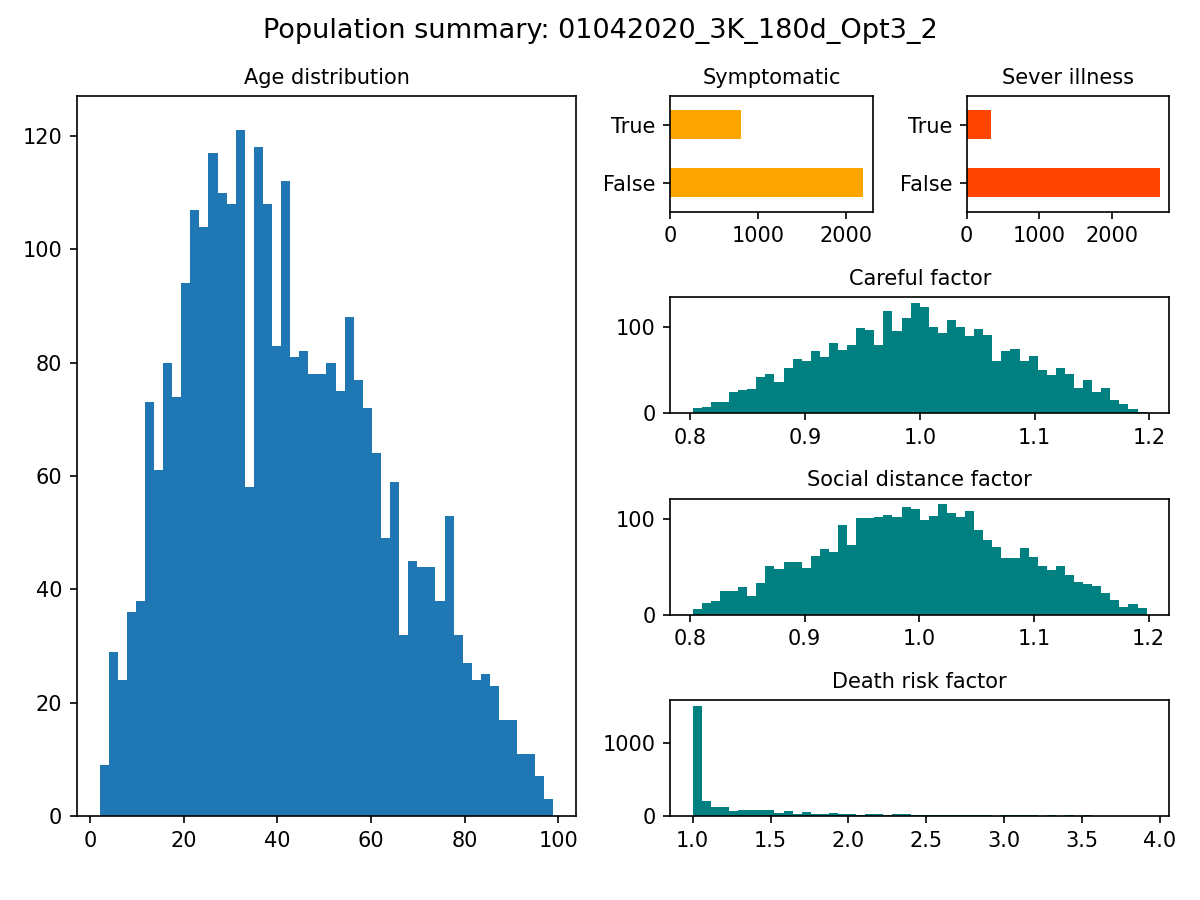 Population summary: 01042020_3K_180d_Opt3_2
Age distribution
120
100
80
60
40
20
0
0 20 40 60 80 100
Symptomatic
True
False
0 1000 2000
Sever illness
True
False
0 1000 2000
Careful factor
100
0
0.8 0.9 1.0 1.1 1.2
Social distance factor
100
0
0.8 0.9 1.0 1.1 1.2
Death risk factor
1000
0
1.0 1.5 2.0 2.5 3.0 3.5 4.0